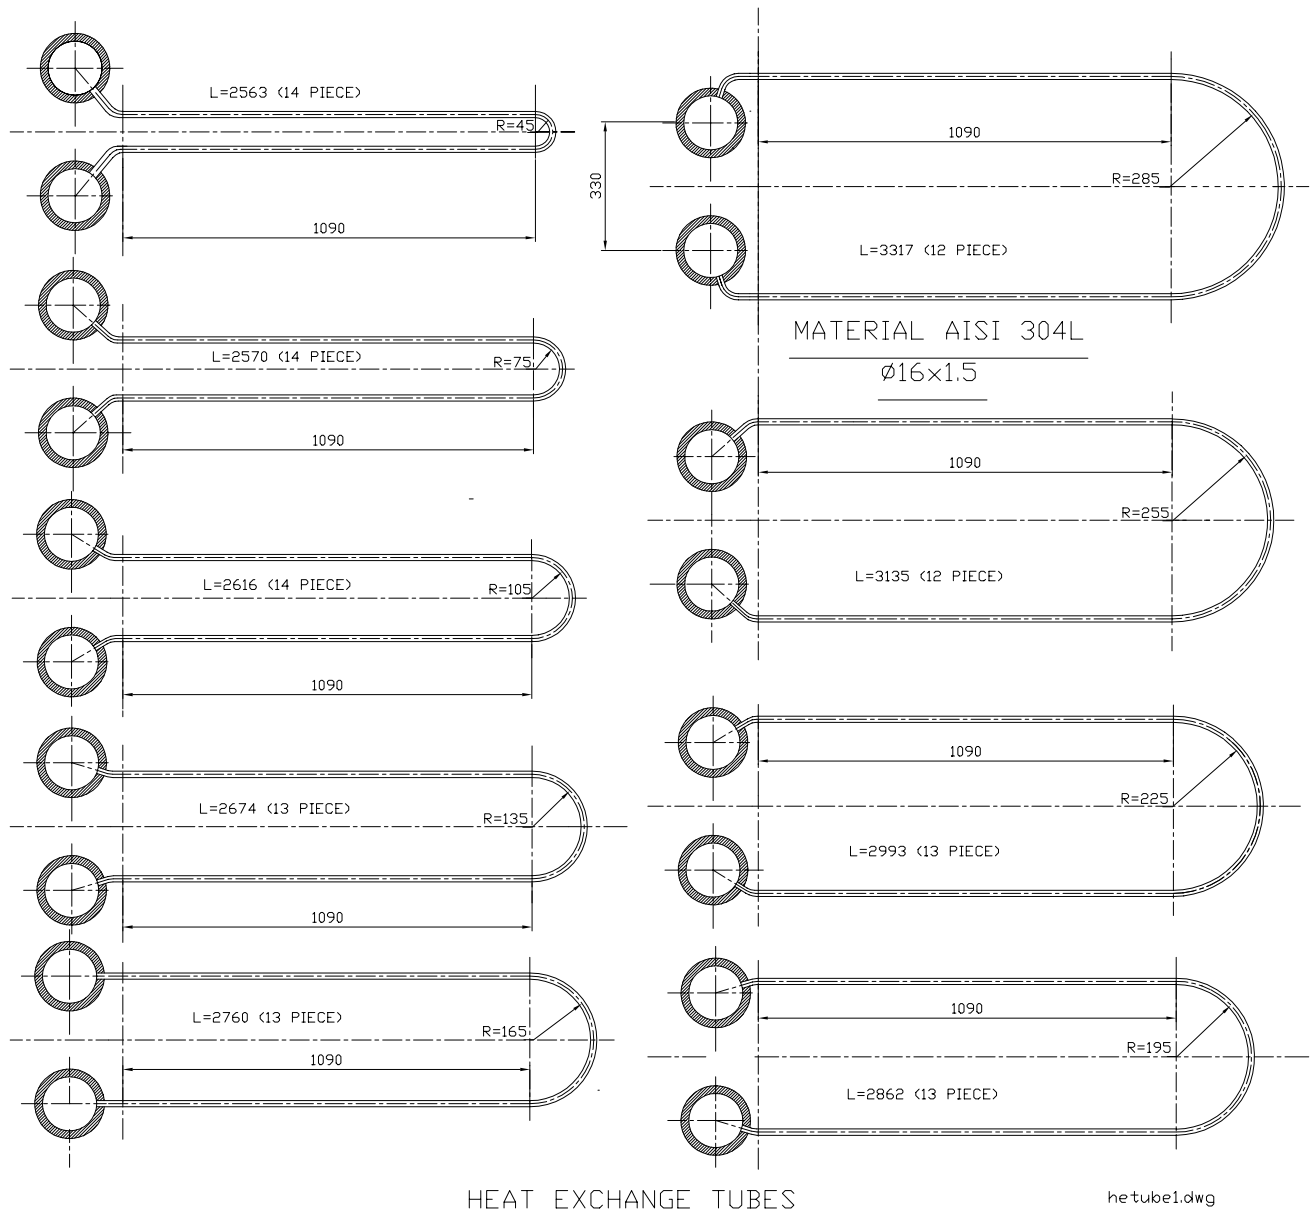 L=2563 (14 PIECE)
R=45
1090
L=2570 (14 PIECE)
R=75
1090
L=2616 (14 PIECE)
R=105
1090
L=2674 (13 PIECE)
R=135
1090
L=2760 (13 PIECE)
R=165
1090
1090
R=285
330
L=3317 (12 PIECE)
MATERIAL AISI 304L
Ø16x1.5
1090
R=255
L=3135 (12 PIECE)
1090
R=225
L=2993 (13 PIECE)
1090
R=195
L=2862 (13 PIECE)
HEAT EXCHANGE TUBES
hetube1.dwg